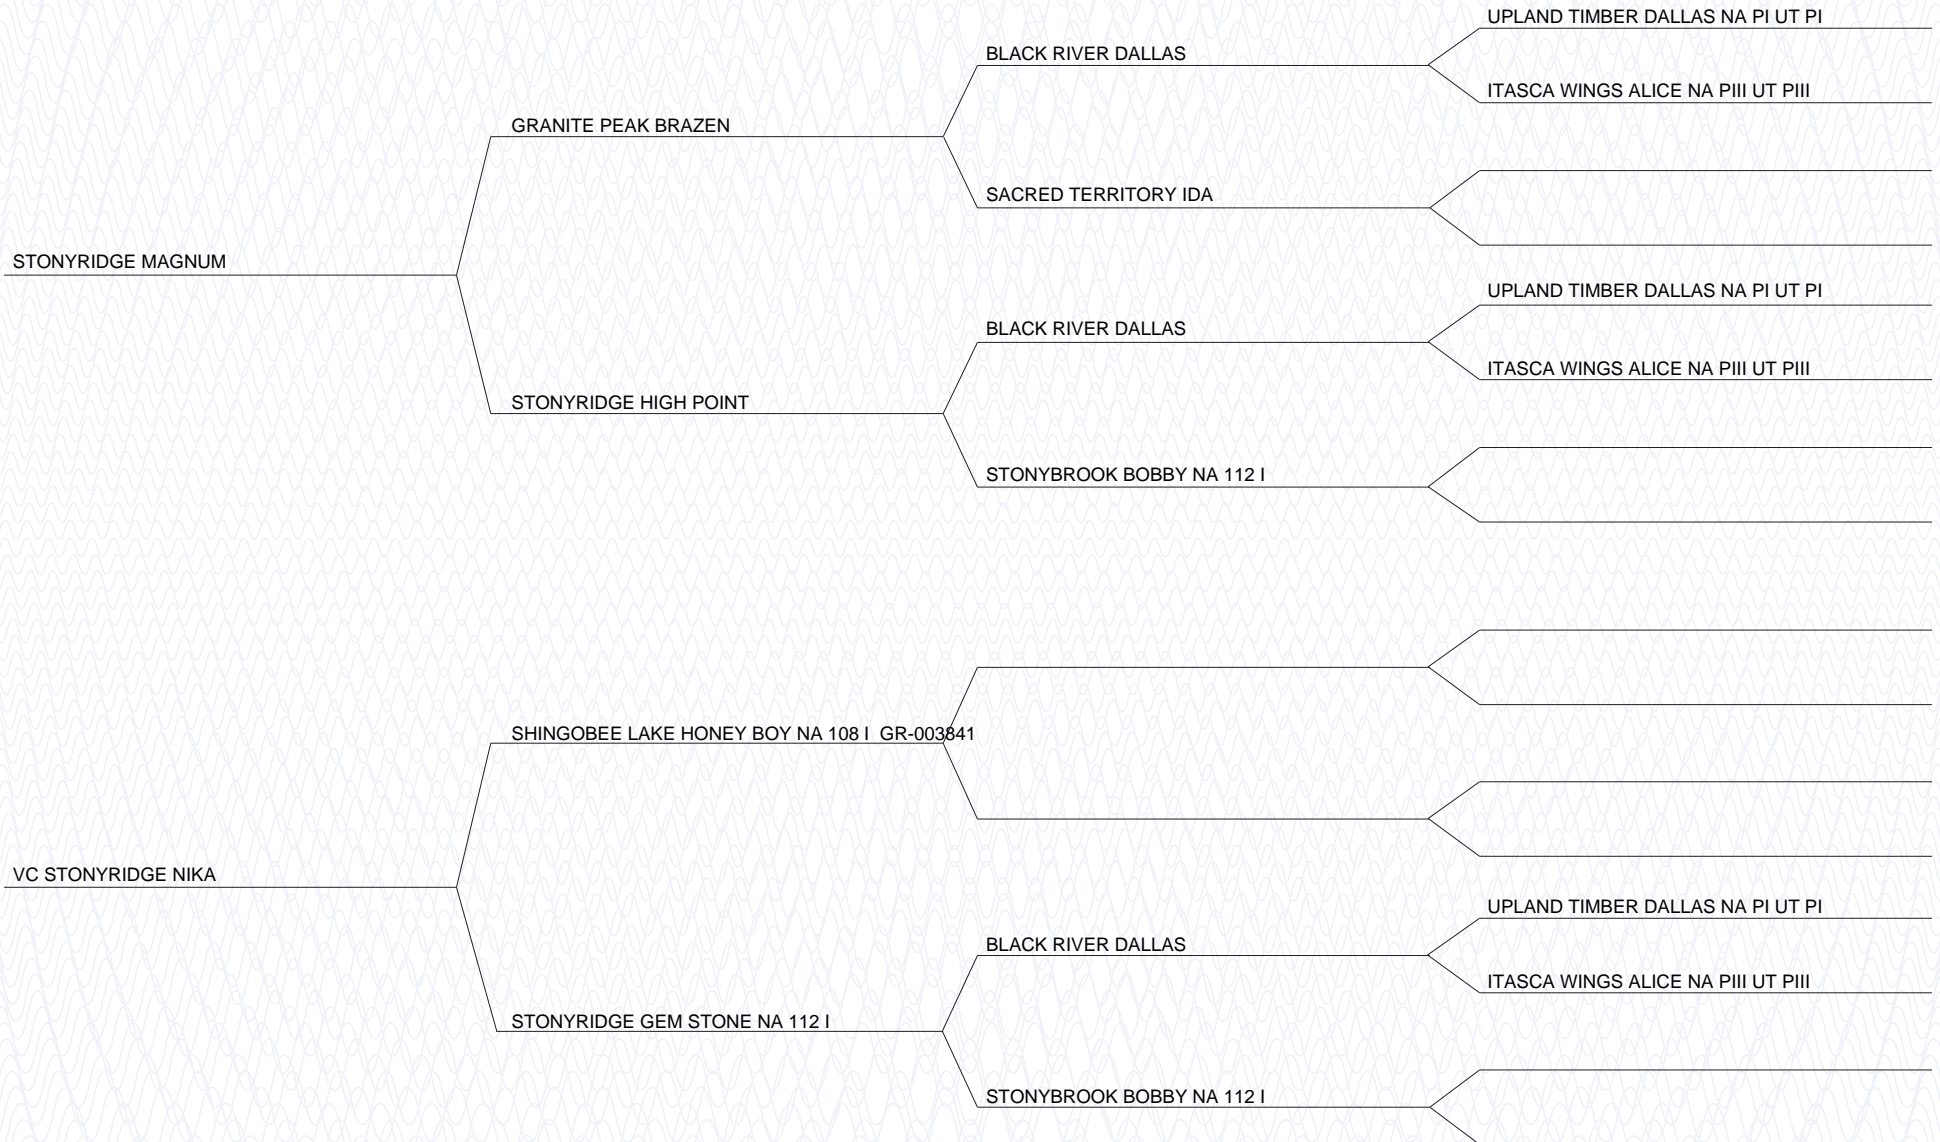 UPLAND TIMBER DALLAS NA PI UT PI
BLACK RIVER DALLAS
ITASCA WINGS ALICE NA PIII UT PIII
GRANITE PEAK BRAZEN
SACRED TERRITORY IDA
STONYRIDGE MAGNUM
UPLAND TIMBER DALLAS NA PI UT PI
BLACK RIVER DALLAS
ITASCA WINGS ALICE NA PIII UT PIII
STONYRIDGE HIGH POINT
STONYBROOK BOBBY NA 112 I
SHINGOBEE LAKE HONEY BOY NA 108 I GR-003841
VC STONYRIDGE NIKA
UPLAND TIMBER DALLAS NA PI UT PI
BLACK RIVER DALLAS
ITASCA WINGS ALICE NA PIII UT PIII
STONYRIDGE GEM STONE NA 112 I
STONYBROOK BOBBY NA 112 I